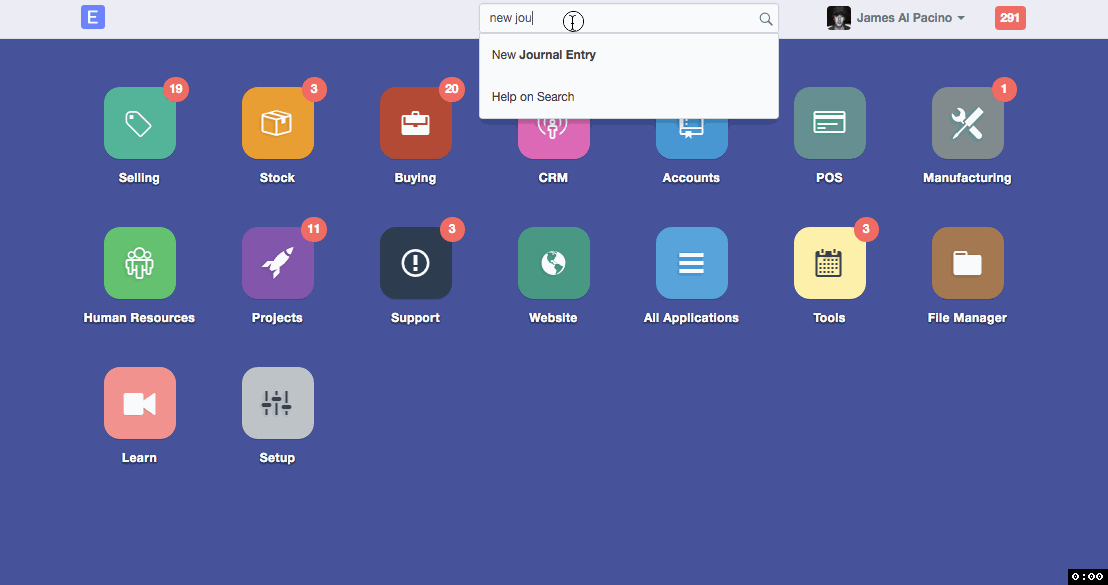 E
new jou
James Al Pacino
291
New Journal Entry
Help on Search
19
3
20
1
Selling
Stock
Buying
CRM
Accounts
POS
Manufacturing
11
3
3
Human Resources
Projects
Support
Website
All Applications
Tools
File Manager
Learn
Setup
0:00